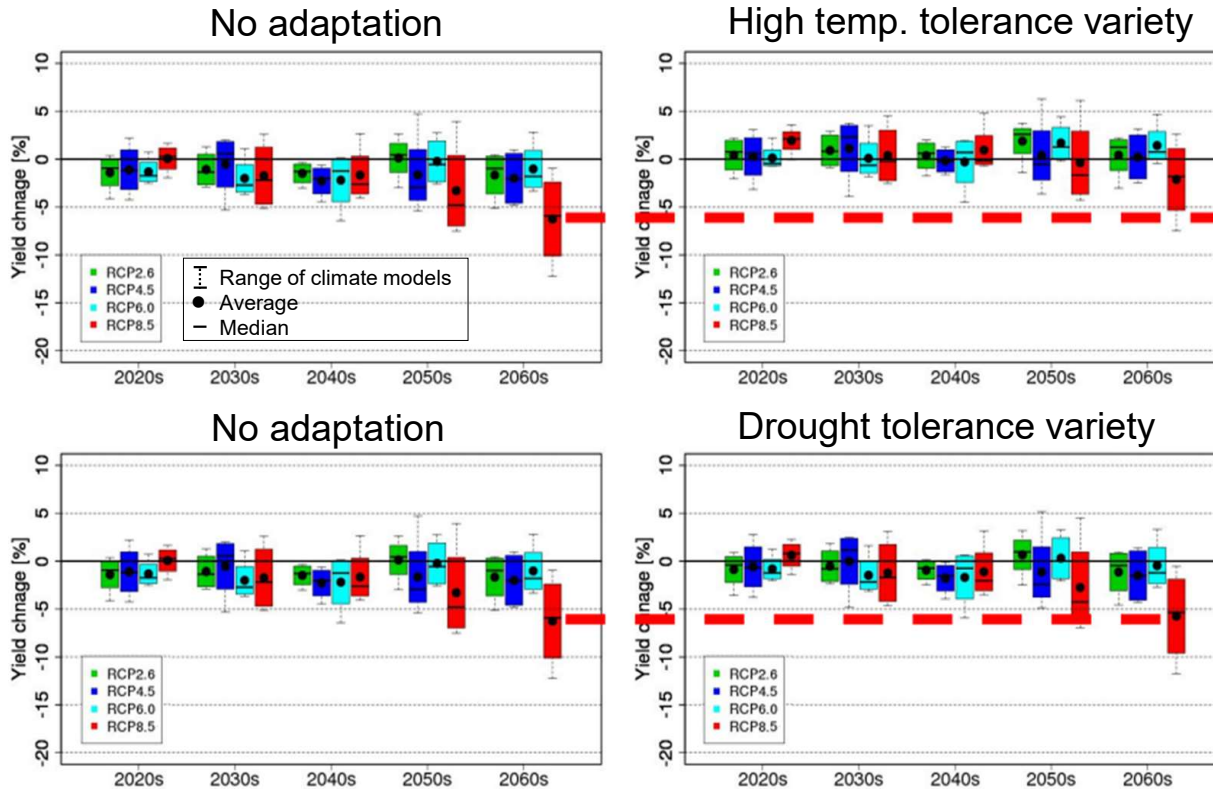 No adaptation
High temp. tolerance variety
Yield chnage [%]
10
5
0
-5
-10
-15
-20
RCP2.6
RCP4.5
RCP6.0
RCP8.5
Range of climate models
Average
Median
2020s 2030s 2040s 2050s 2060s
Yield chnage [%]
10
5
0
-5
-10
-15
-20
RCP2.6
RCP4.5
RCP6.0
RCP8.5
2020s 2030s 2040s 2050s 2060s
No adaptation
Drought tolerance variety
Yield chnage [%]
10
5
0
-5
-10
-15
-20
RCP2.6
RCP4.5
RCP6.0
RCP8.5
2020s 2030s 2040s 2050s 2060s
Yield chnage [%]
10
5
0
-5
-10
-15
-20
RCP2.6
RCP4.5
RCP6.0
RCP8.5
2020s 2030s 2040s 2050s 2060s